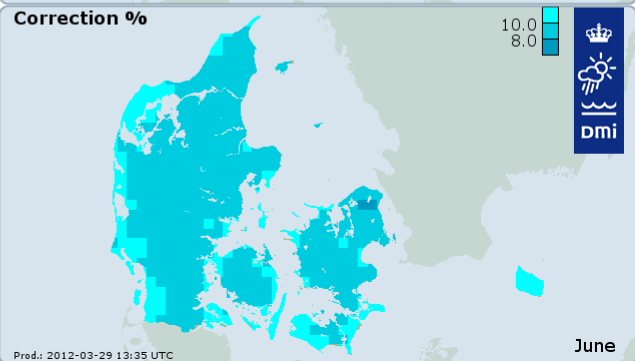 Correction %
10.0
8.0
DMi
Prod.: 2012-03-29 13:35 UTC
June